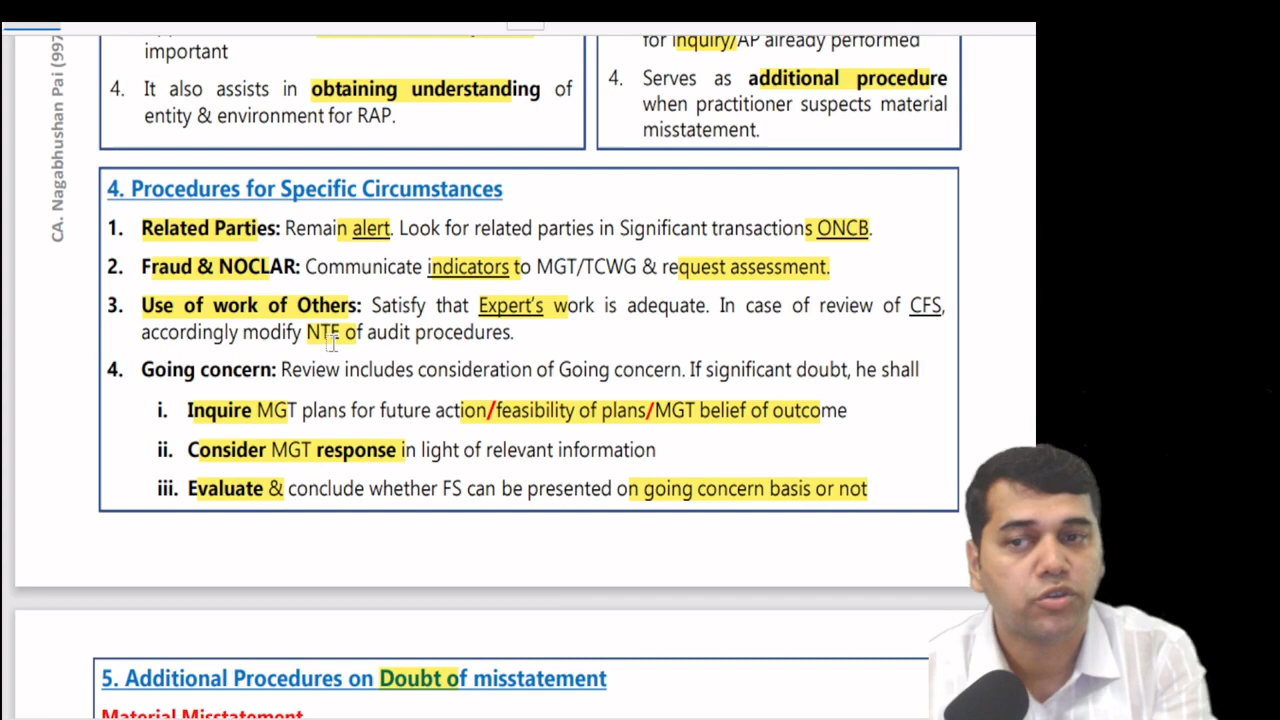 important
4. It also assists in obtaining understanding of
entity & environment for RAP.
for inquiry/AP already performed
4. Serves as additional procedure
when practitioner suspects material
misstatement.
CA. Nagabhushan Pai (997
4. Procedures for Specific Circumstances
1. Related Parties: Remain alert. Look for related parties in Significant transactions ONCB.
2. Fraud & NOCLAR: Communicate indicators to MGT/TCWG & request assessment.
3. Use of work of Others: Satisfy that Expert's work is adequate. In case of review of CFS,
accordingly modify NTE of audit procedures.
4. Going concern: Review includes consideration of Going concern. If significant doubt, he shall
i. Inquire MGT plans for future action/feasibility of plans/MGT belief of outcome
ii. Consider MGT response in light of relevant information
iii. Evaluate & conclude whether FS can be presented on going concern basis or not
5. Additional Procedures on Doubt of misstatement
Material Misstatement